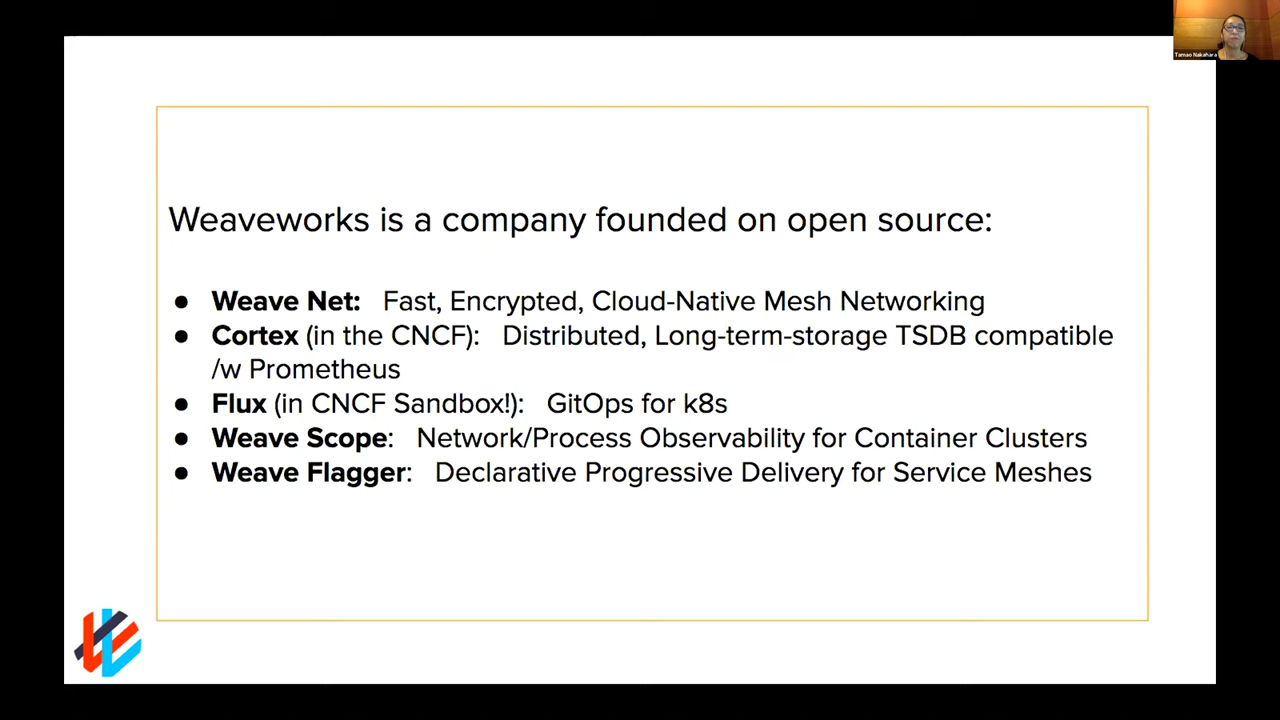 Tamao Nakahara
Weaveworks is a company founded on open source:
● Weave Net: Fast, Encrypted, Cloud-Native Mesh Networking
● Cortex (in the CNCF): Distributed, Long-term-storage TSDB compatible
/w Prometheus
● Flux (in CNCF Sandbox!): GitOps for k8s
● Weave Scope: Network/Process Observability for Container Clusters
● Weave Flagger: Declarative Progressive Delivery for Service Meshes